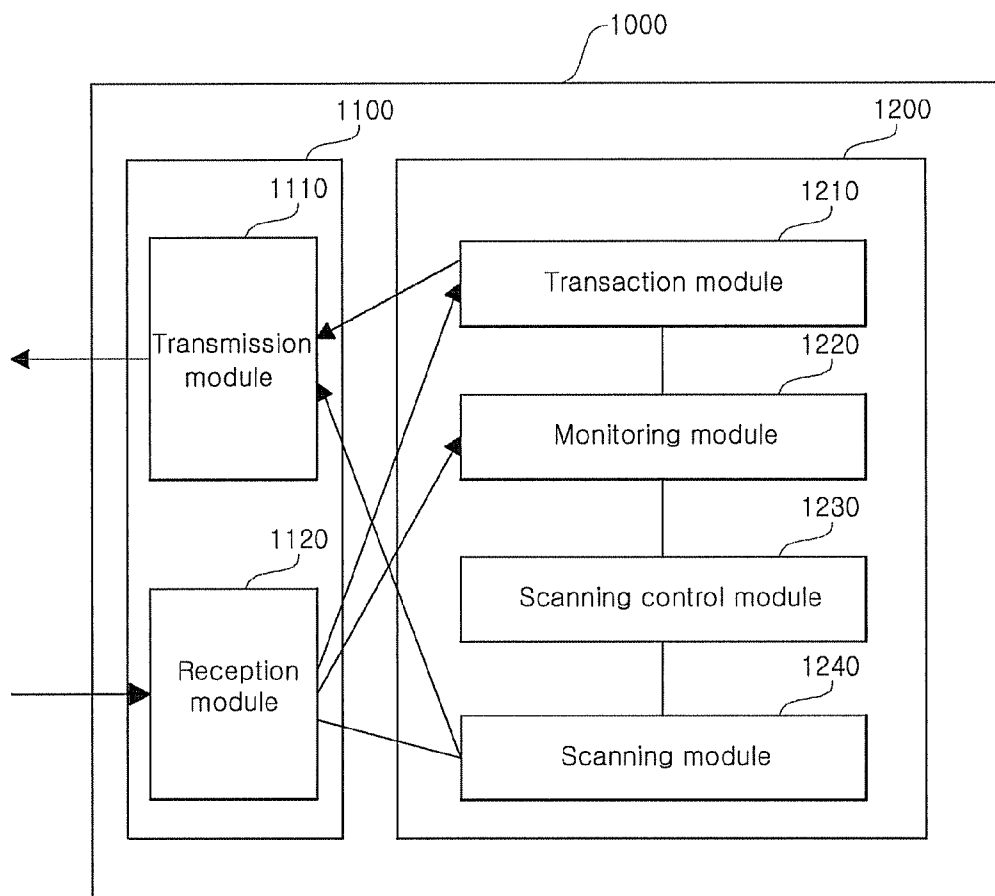 1000
1100
1200
1110
1210
Transmission
module
Transaction module
1220
Monitoring module
1120
1230
Reception
module
Scanning control module
1240
Scanning module